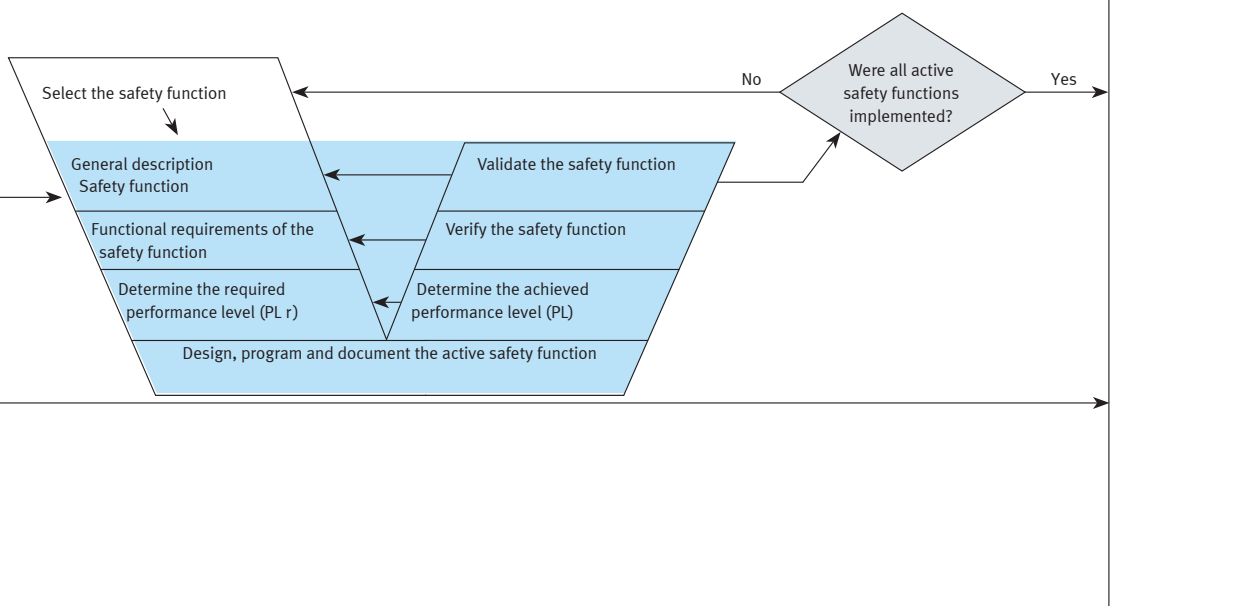 Select the safety function
General description
Safety function
Functional requirements of the
safety function
Determine the required
performance level (PL r)
Design, program and document the active safety function
Determine the achieved
performance level (PL)
Verify the safety function
Validate the safety function
Were all active
safety functions
implemented?
No
Yes